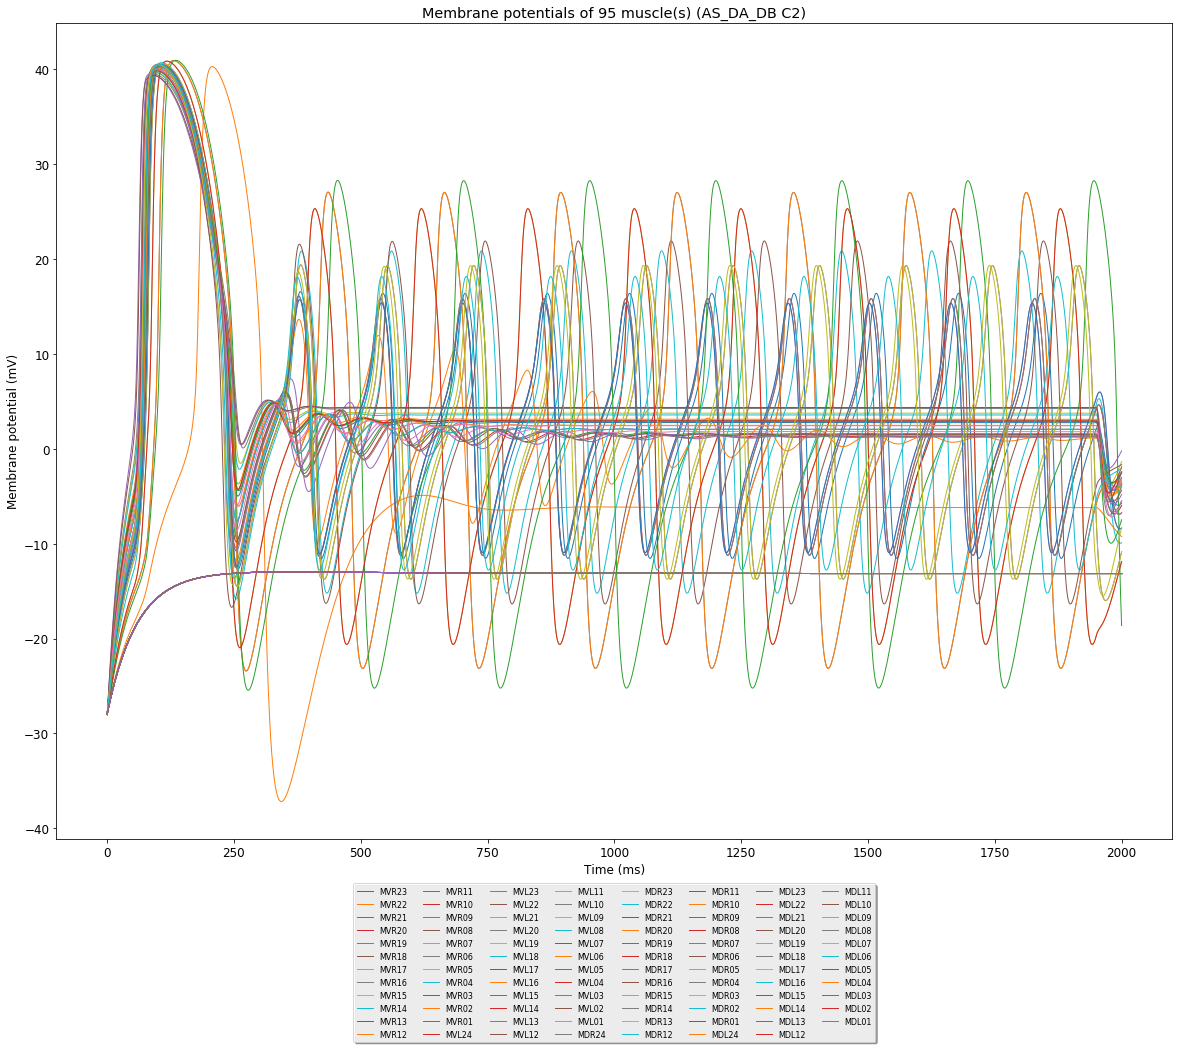 Membrane potentials of 95 muscle(s) (AS_DA_DB C2)
Membrane potential (mV)
40
30
20
10
0
−10
−20
−30
−40
0 250 500 750 1000 1250 1500 1750 2000
Time (ms)
MVR23 MVR11 MVL23 MVL11 MDR23 MDR11 MDL23 MDL11
MVR22 MVR10 MVL22 MVL10 MDR22 MDR10 MDL22 MDL10
MVR21 MVR09 MVL21 MVL09 MDR21 MDR09 MDL21 MDL09
MVR20 MVR08 MVL20 MVL08 MDR20 MDR08 MDL20 MDL08
MVR19 MVR07 MVL19 MVL07 MDR19 MDR07 MDL19 MDL07
MVR18 MVR06 MVL18 MVL06 MDR18 MDR06 MDL18 MDL06
MVR17 MVR05 MVL17 MVL05 MDR17 MDR05 MDL17 MDL05
MVR16 MVR04 MVL16 MVL04 MDR16 MDR04 MDL16 MDL04
MVR15 MVR03 MVL15 MVL03 MDR15 MDR03 MDL15 MDL03
MVR14 MVR02 MVL14 MVL02 MDR14 MDR02 MDL14 MDL02
MVR13 MVR01 MVL13 MVL01 MDR13 MDR01 MDL13 MDL01
MVR12 MVL24 MVL12 MDR24 MDR12 MDL24 MDL12